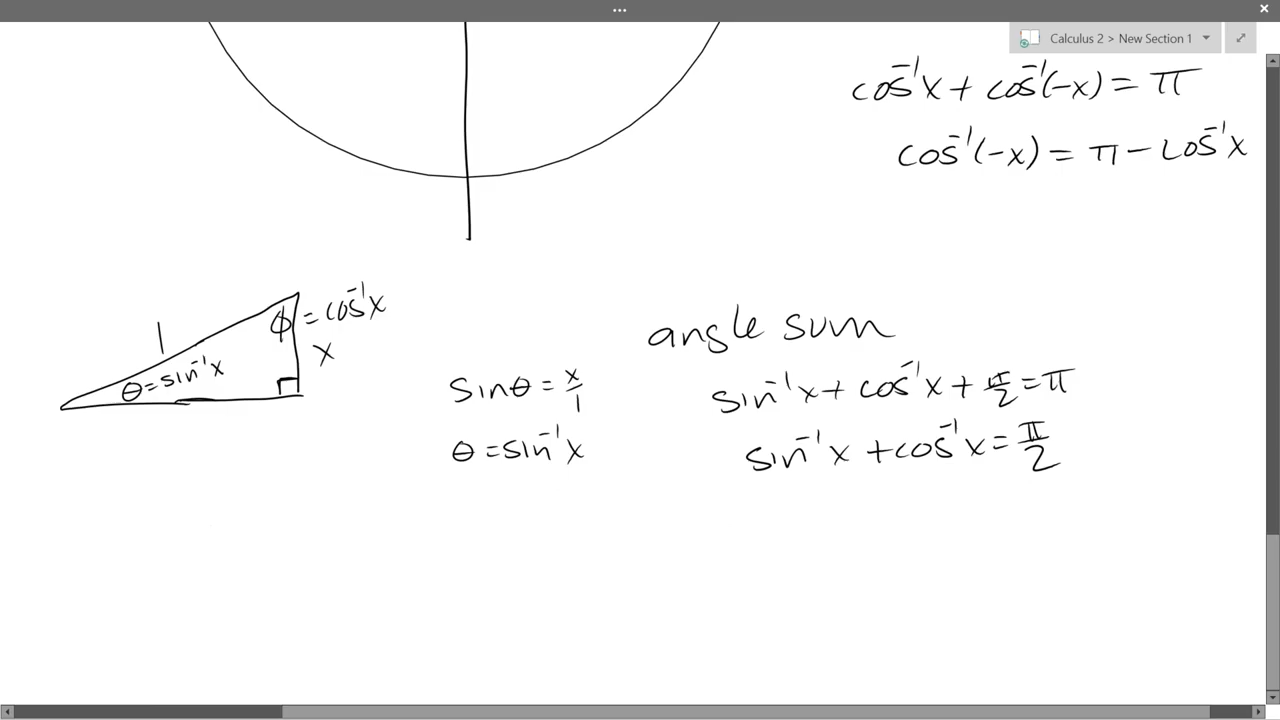 Calculus 2 > New Section 1
cos⁻¹x + cos⁻¹(-x) = π
cos⁻¹(-x) = π - cos⁻¹x
1
ϕ = cos⁻¹x
x
θ = sin⁻¹x
sinθ = x/1
θ = sin⁻¹x
angle sum
sin⁻¹x + cos⁻¹x + π/2 = π
sin⁻¹x + cos⁻¹x = π/2